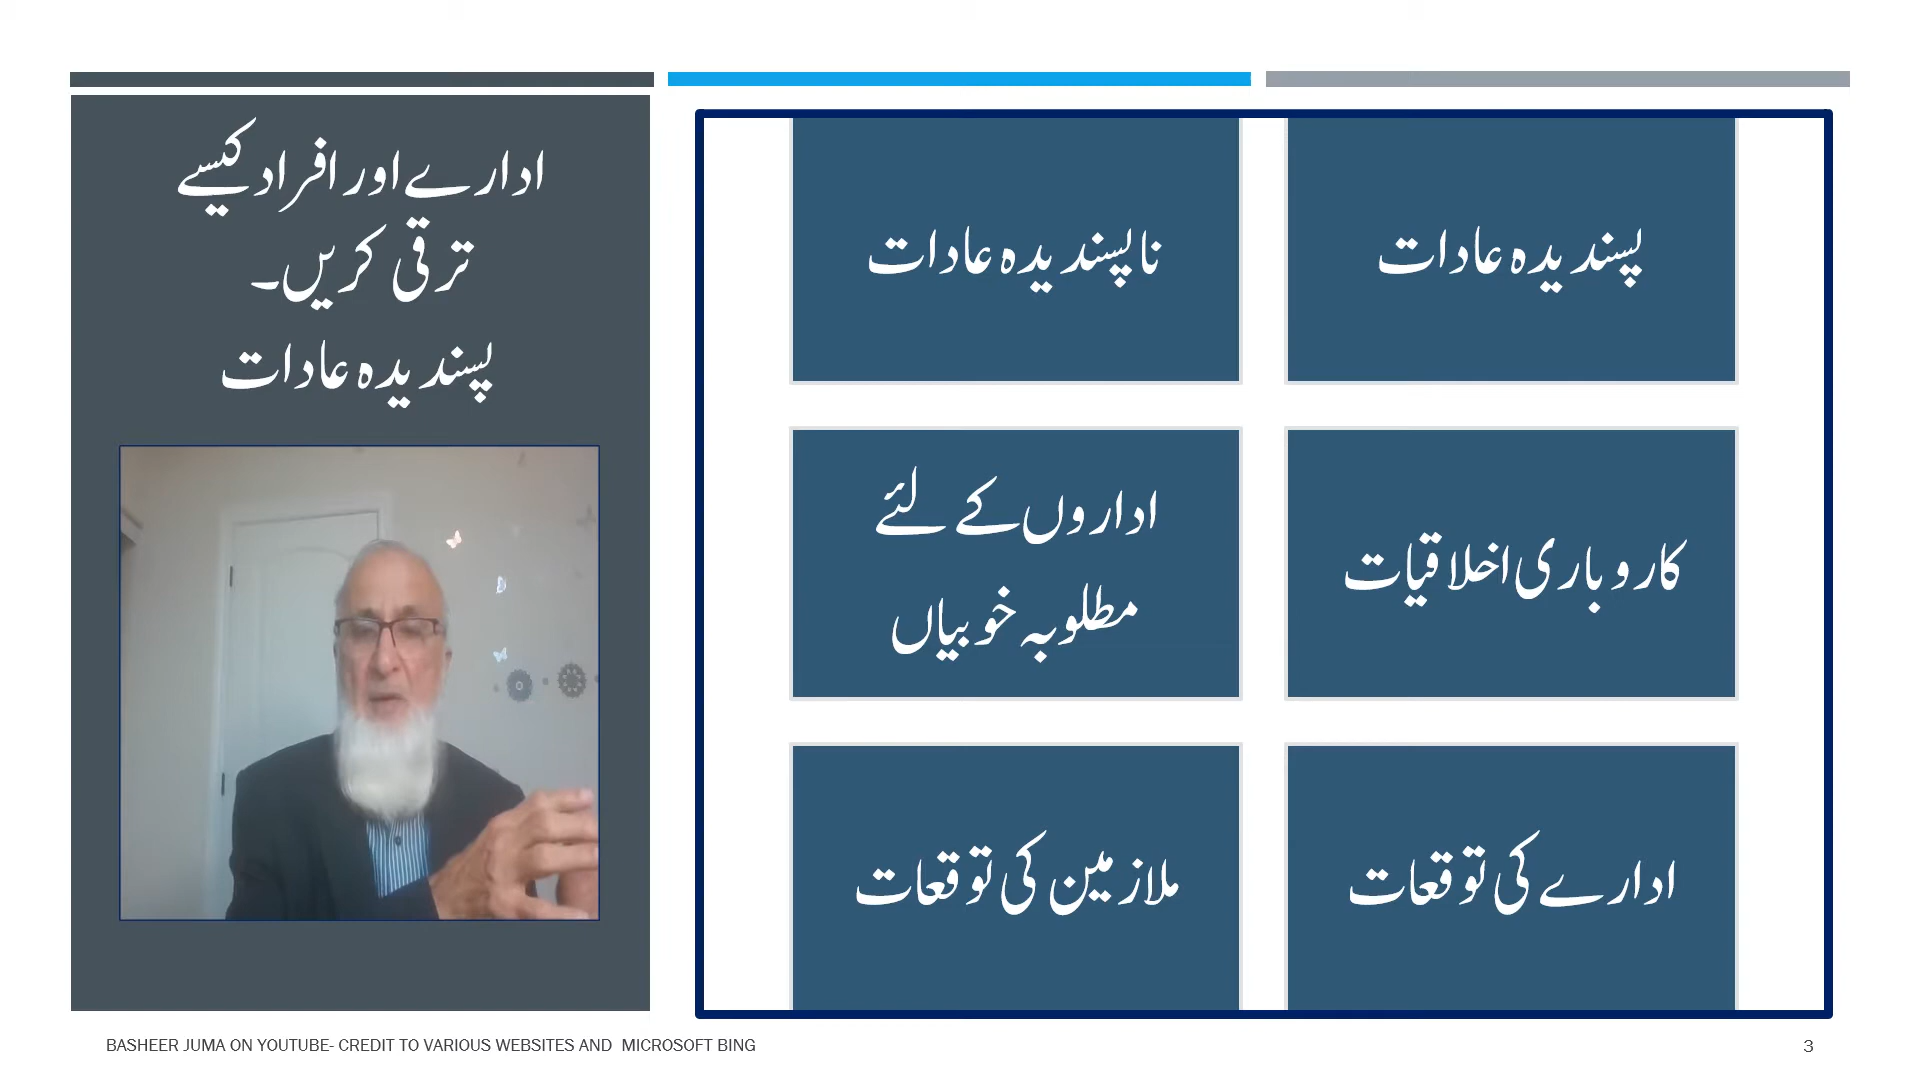 ادارے اور افراد کیسے
ترقی کریں۔
پسندیدہ عادات
پسندیدہ عادات
ناپسندیدہ عادات
کاروباری اخلاقیات
اداروں کے لئے
مطلوبہ خوبیاں
ادارے کی توقعات
ملازمین کی توقعات
BASHEER JUMA ON YOUTUBE- CREDIT TO VARIOUS WEBSITES AND MICROSOFT BING
3